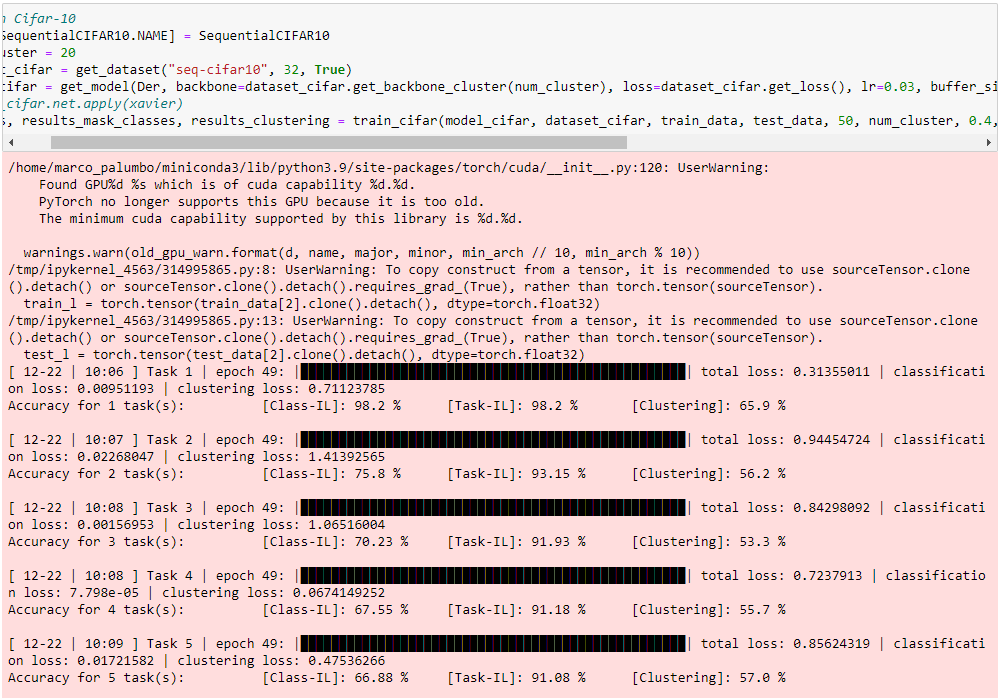 n Cifar-10
SequentialCIFAR10.NAME] = SequentialCIFAR10
uster = 20
t_cifar = get_dataset("seq-cifar10", 32, True)
cifar = get_model(Der, backbone=dataset_cifar.get_backbone_cluster(num_cluster), loss=dataset_cifar.get_loss(), lr=0.03, buffer_si
_cifar.net.apply(xavier)
s, results_mask_classes, results_clustering = train_cifar(model_cifar, dataset_cifar, train_data, test_data, 50, num_cluster, 0.4,
/home/marco_palumbo/miniconda3/lib/python3.9/site-packages/torch/cuda/__init__.py:120: UserWarning:
    Found GPU%d %s which is of cuda capability %d.%d.
    PyTorch no longer supports this GPU because it is too old.
    The minimum cuda capability supported by this library is %d.%d.
  warnings.warn(old_gpu_warn.format(d, name, major, minor, min_arch // 10, min_arch % 10))
/tmp/ipykernel_4563/314995865.py:8: UserWarning: To copy construct from a tensor, it is recommended to use sourceTensor.clone
().detach() or sourceTensor.clone().detach().requires_grad_(True), rather than torch.tensor(sourceTensor).
  train_l = torch.tensor(train_data[2].clone().detach(), dtype=torch.float32)
/tmp/ipykernel_4563/314995865.py:13: UserWarning: To copy construct from a tensor, it is recommended to use sourceTensor.clone
().detach() or sourceTensor.clone().detach().requires_grad_(True), rather than torch.tensor(sourceTensor).
  test_l = torch.tensor(test_data[2].clone().detach(), dtype=torch.float32)
[ 12-22 | 10:06 ] Task 1 | epoch 49: | | total loss: 0.31355011 | classificati
on loss: 0.00951193 | clustering loss: 0.71123785
Accuracy for 1 task(s): [Class-IL]: 98.2 % [Task-IL]: 98.2 % [Clustering]: 65.9 %
[ 12-22 | 10:07 ] Task 2 | epoch 49: | | total loss: 0.94454724 | classificati
on loss: 0.02268047 | clustering loss: 1.41392565
Accuracy for 2 task(s): [Class-IL]: 75.8 % [Task-IL]: 93.15 % [Clustering]: 56.2 %
[ 12-22 | 10:08 ] Task 3 | epoch 49: | | total loss: 0.84298092 | classificati
on loss: 0.00156953 | clustering loss: 1.06516004
Accuracy for 3 task(s): [Class-IL]: 70.23 % [Task-IL]: 91.93 % [Clustering]: 53.3 %
[ 12-22 | 10:08 ] Task 4 | epoch 49: | | total loss: 0.7237913 | classificatio
n loss: 7.798e-05 | clustering loss: 0.0674149252
Accuracy for 4 task(s): [Class-IL]: 67.55 % [Task-IL]: 91.18 % [Clustering]: 55.7 %
[ 12-22 | 10:09 ] Task 5 | epoch 49: | | total loss: 0.85624319 | classificati
on loss: 0.01721582 | clustering loss: 0.47536266
Accuracy for 5 task(s): [Class-IL]: 66.88 % [Task-IL]: 91.08 % [Clustering]: 57.0 %